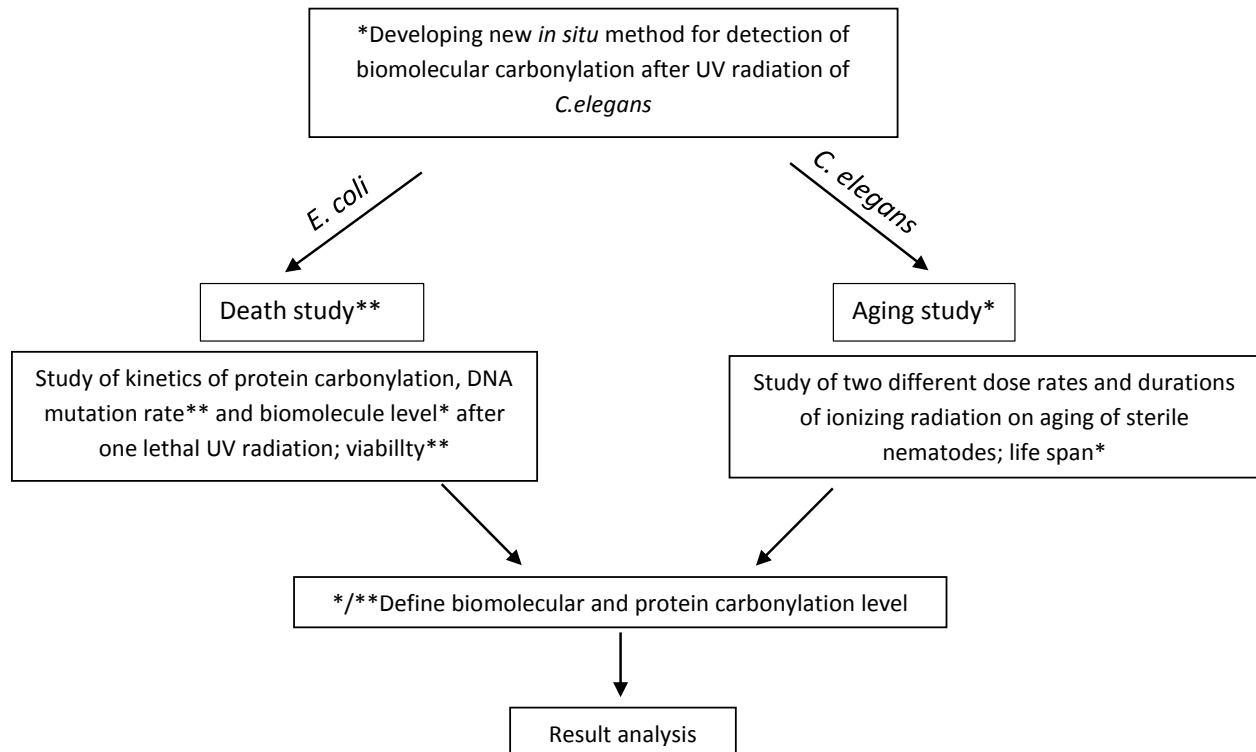 *Developing new in situ method for detection of
biomolecular carbonylation after UV radiation of
C.elegans
E. coli
C. elegans
Death study**
Aging study*
Study of kinetics of protein carbonylation, DNA
mutation rate** and biomolecule level* after
one lethal UV radiation; viabillty**
Study of two different dose rates and durations
of ionizing radiation on aging of sterile
nematodes; life span*
*/**Define biomolecular and protein carbonylation level
Result analysis